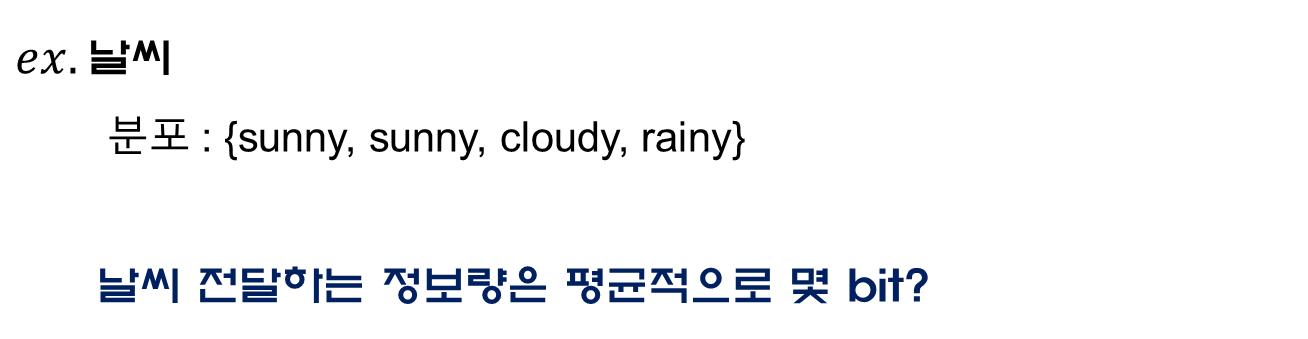 ex. 날씨
분포 : {sunny, sunny, cloudy, rainy}
날씨 전달하는 정보량은 평균적으로 몇 bit?